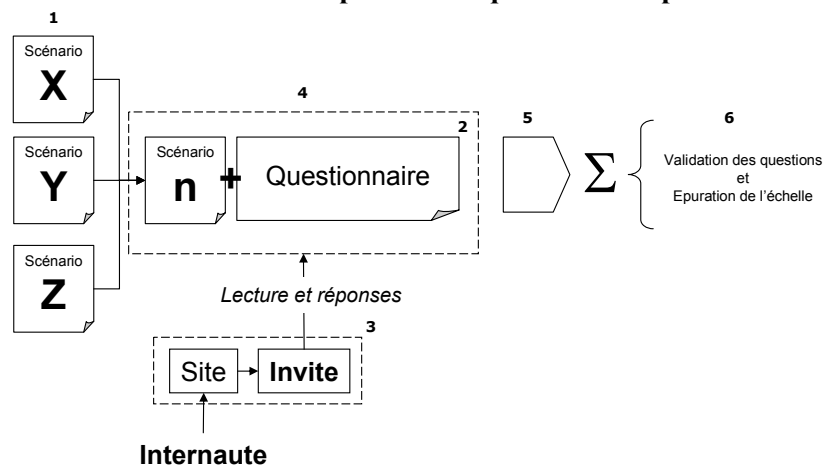 1
Scénario
X
4
2
5
6
Scénario
Y
Scénario
n
+
Questionnaire
Σ
Validation des questions
et
Epuration de l'échelle
Scénario
Z
Lecture et réponses
3
Site
Invite
Internaute